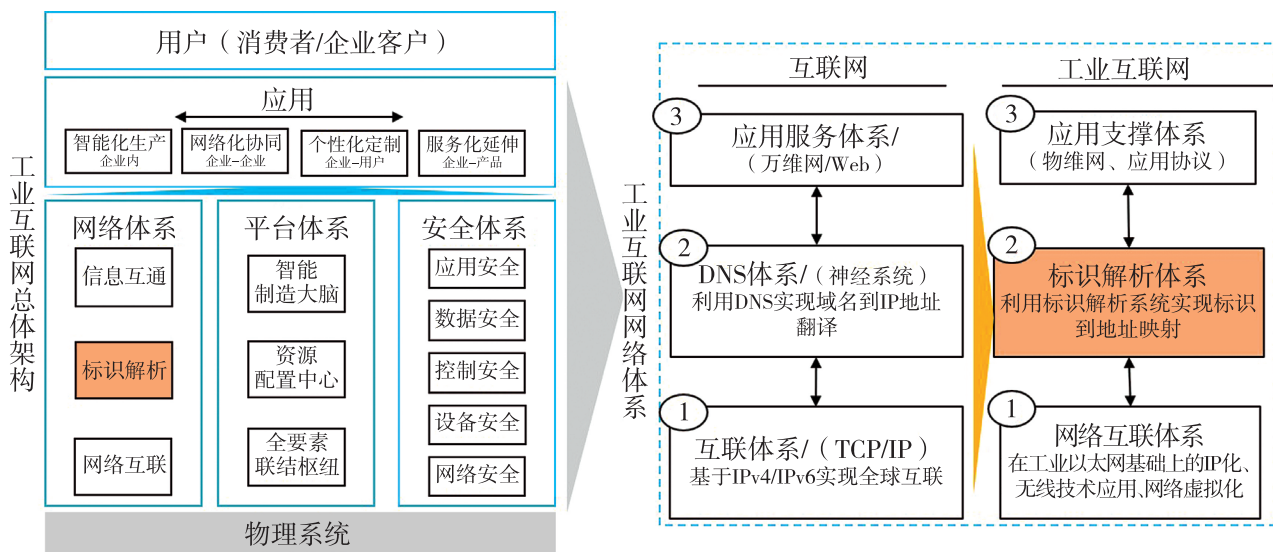 工业互联网总体架构
用户（消费者/企业客户）
应用
智能化生产
企业内
网络化协同
企业–企业
个性化定制
企业–用户
服务化延伸
企业–产品
网络体系
信息互通
标识解析
网络互联
平台体系
智能
制造大脑
资源
配置中心
全要素
联结枢纽
安全体系
应用安全
数据安全
控制安全
设备安全
网络安全
物理系统
工业互联网网络体系
互联网
3
应用服务体系/
（万维网/Web）
2
DNS体系/（神经系统）
利用DNS实现域名到IP地址
翻译
1
互联体系/（TCP/IP）
基于IPv4/IPv6实现全球互联
工业互联网
3
应用支撑体系
（物维网、应用协议）
2
标识解析体系
利用标识解析系统实现标识
到地址映射
1
网络互联体系
在工业以太网基础上的IP化、
无线技术应用、网络虚拟化